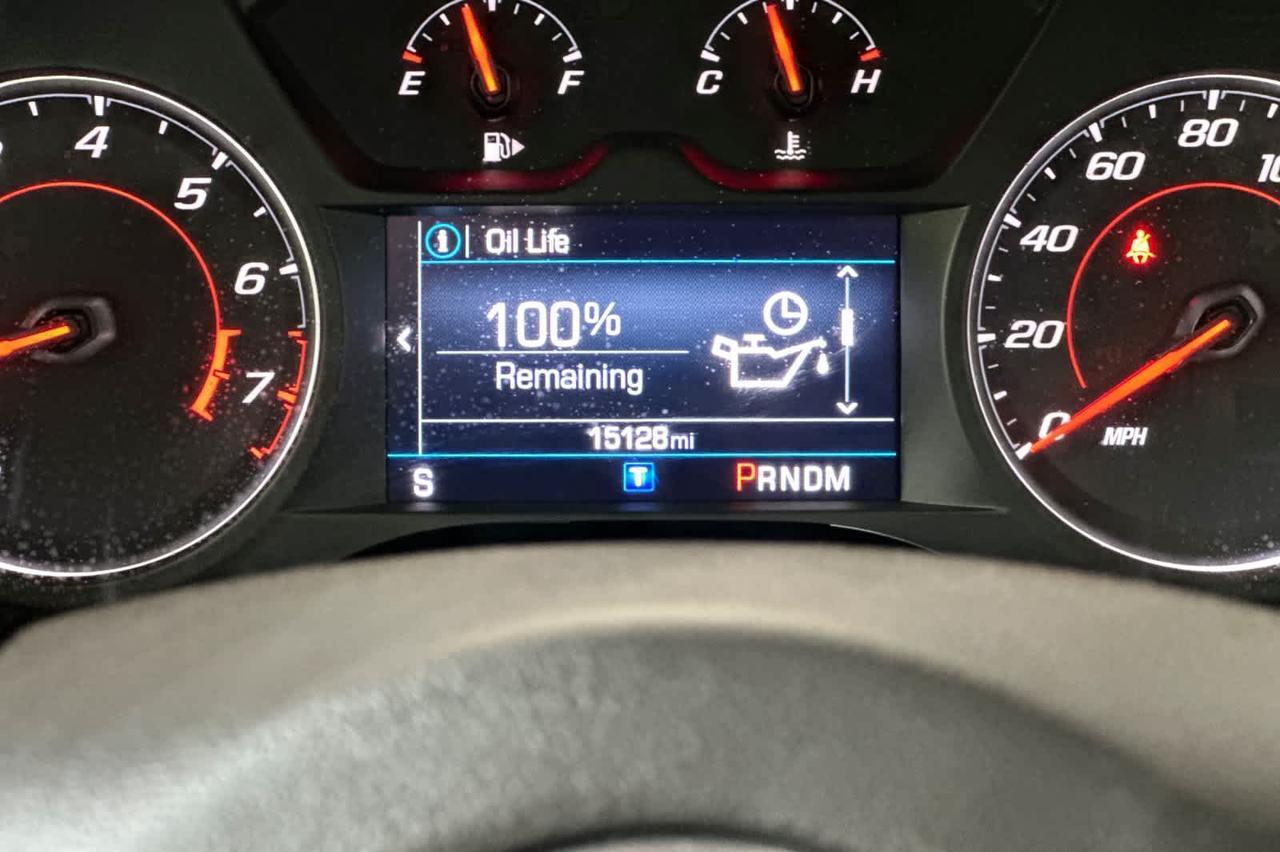 E F
C H
4
5
6
7
80
60
40
20
0
MPH
Oil Life
100%
Remaining
15128mi
S
T
PRNDM